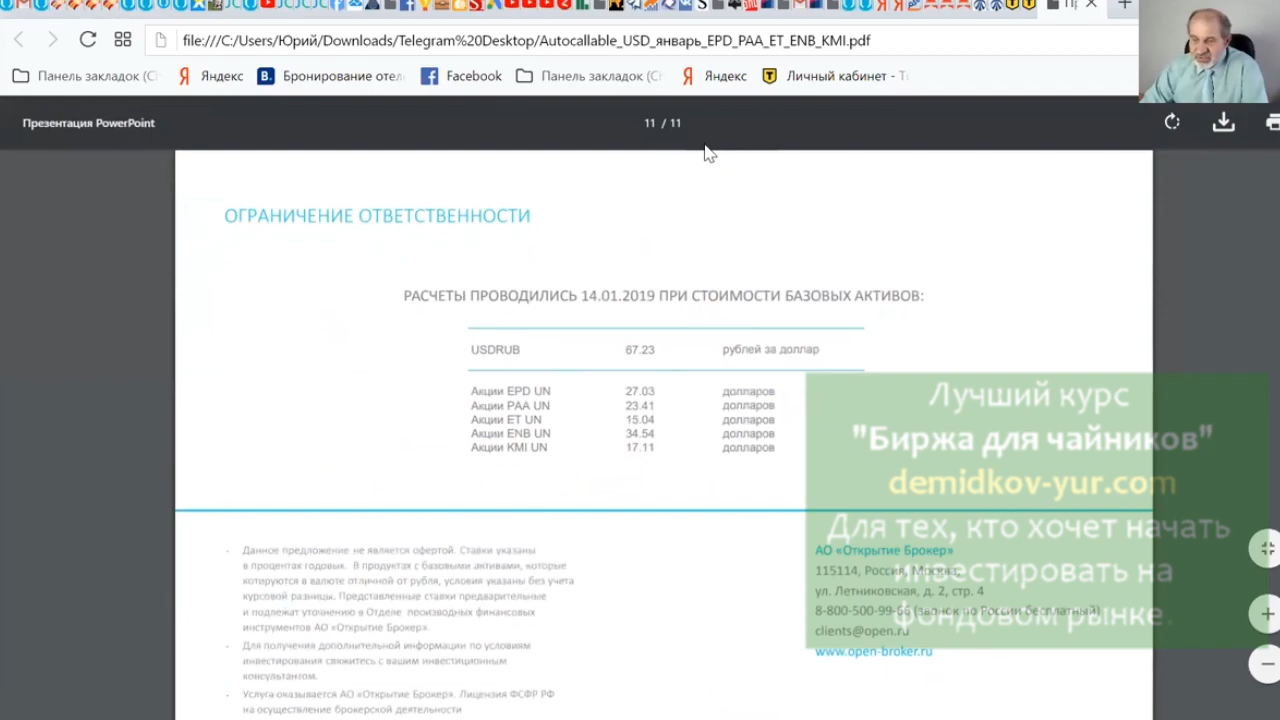 file:///C:/Users/Юрий/Downloads/Telegram%20Desktop/Autocallable_USD_январь_EPD_PAA_ET_ENB_KMI.pdf
Панель закладок (Ch
Яндекс
Бронирование отел
Facebook
Панель закладок (Ch
Яндекс
Личный кабинет - Ti
Презентация PowerPoint
11 / 11
ОГРАНИЧЕНИЕ ОТВЕТСТВЕННОСТИ
РАСЧЕТЫ ПРОВОДИЛИСЬ 14.01.2019 ПРИ СТОИМОСТИ БАЗОВЫХ АКТИВОВ:
USDRUB 67.23 рублей за доллар
Акции EPD UN 27.03 долларов
Акции PAA UN 23.41 долларов
Акции ET UN 15.04 долларов
Акции ENB UN 34.54 долларов
Акции KMI UN 17.11 долларов
Лучший курс
"Биржа для чайников"
demidkov-yur.com
Для тех, кто хочет начать
инвестировать на
фондовом рынке.
Данное предложение не является офертой. Ставки указаны
в процентах годовых. В продуктах с базовыми активами, которые
котируются в валюте отличной от рубля, условия указаны без учета
курсовой разницы. Представленные ставки предварительные
и подлежат уточнению в Отделе производных финансовых
инструментов АО «Открытие Брокер».
Для получения дополнительной информации по условиям
инвестирования свяжитесь с вашим инвестиционным
консультантом.
Услуга оказывается АО «Открытие Брокер». Лицензия ФСФР РФ
на осуществление брокерской деятельности
АО «Открытие Брокер»
115114, Россия, Москва,
ул. Летниковская, д. 2, стр. 4
8-800-500-99-66 (звонок по России бесплатный)
clients@open.ru
www.open-broker.ru